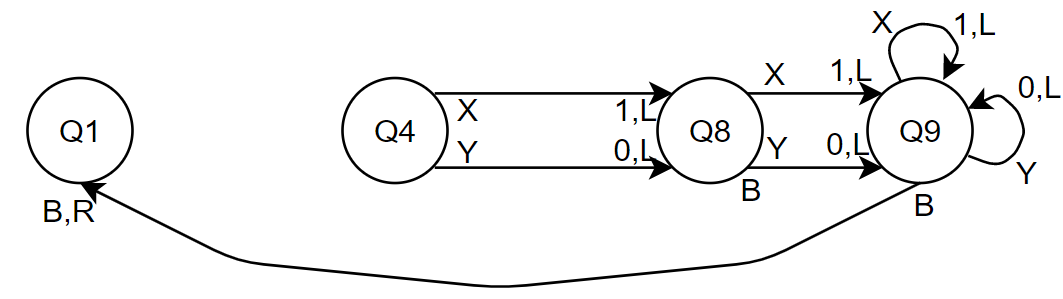 X 1,L
0,L
X 1,L
Q1 Q4 X 1,L Q8 Q9
Y 0,L Y 0,L
Y
B B
B,R